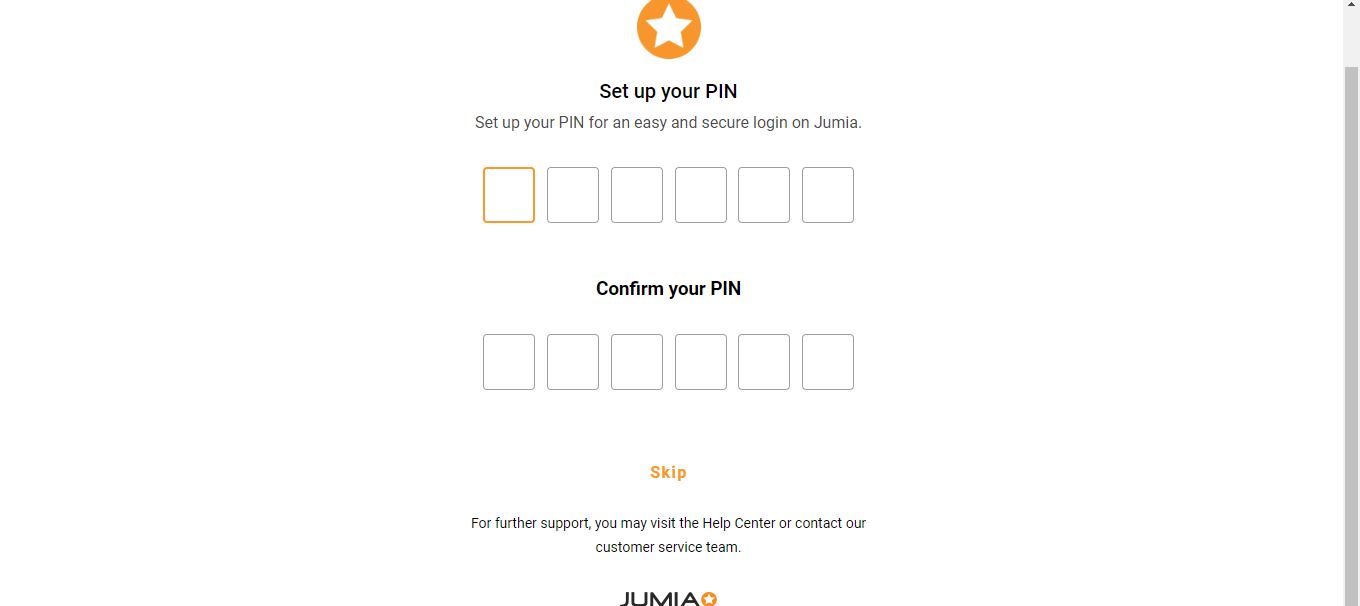 Set up your PIN
Set up your PIN for an easy and secure login on Jumia.
Confirm your PIN
Skip
For further support, you may visit the Help Center or contact our
customer service team.
JUMIA